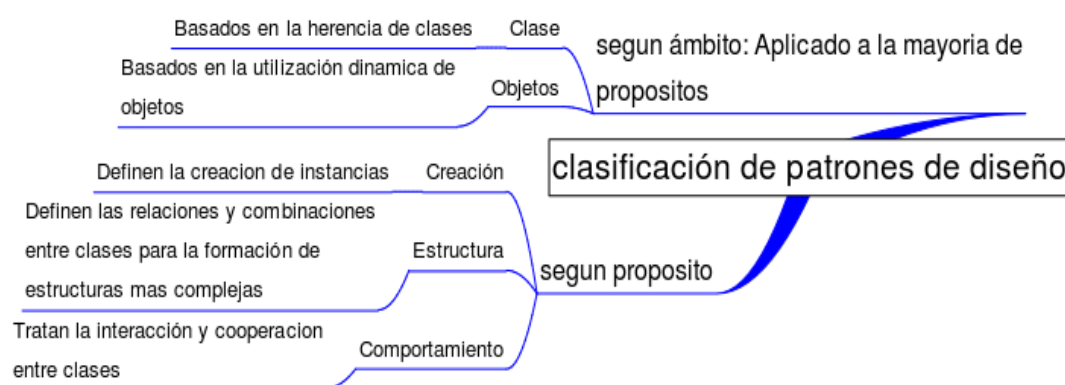 Basados en la herencia de clases
Clase
segun ámbito: Aplicado a la mayoria de
propositos
Basados en la utilización dinamica de
objetos
Objetos
clasificación de patrones de diseño
Definen la creacion de instancias
Creación
Definen las relaciones y combinaciones
entre clases para la formación de
estructuras mas complejas
Estructura
segun proposito
Tratan la interacción y cooperacion
entre clases
Comportamiento